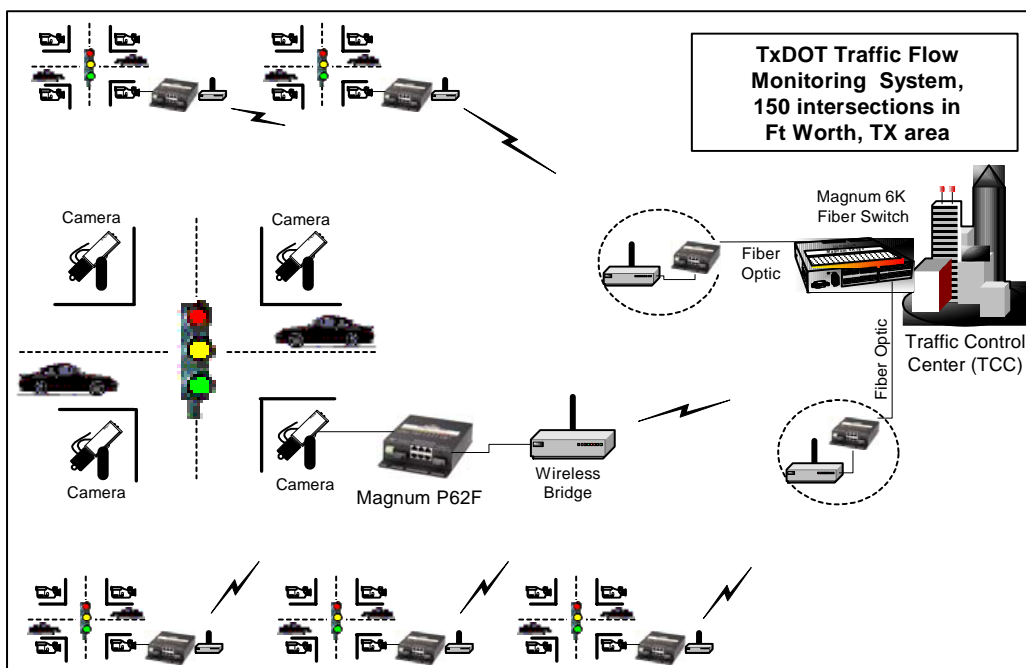 TxDOT Traffic Flow
Monitoring System,
150 intersections in
Ft Worth, TX area
Magnum 6K
Fiber Switch
Camera
Camera
Fiber
Optic
Traffic Control
Center (TCC)
Fiber Optic
Camera
Camera
Wireless
Bridge
Magnum P62F